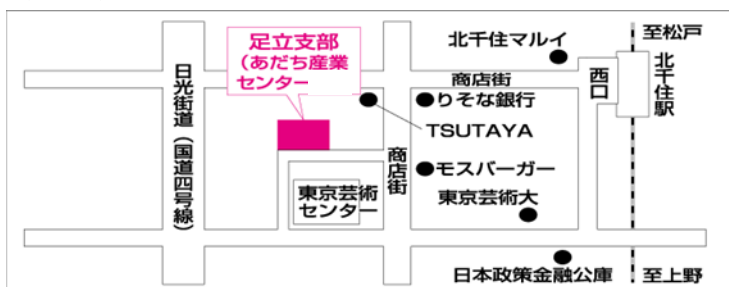 足立支部
(あだち産業
センター
北千住マルイ
至松戸
日光街道(国道四号線)
商店街
西口
北千住駅
りそな銀行
TSUTAYA
商店街
モスバーガー
東京芸術
センター
東京芸術大
日本政策金融公庫
至上野